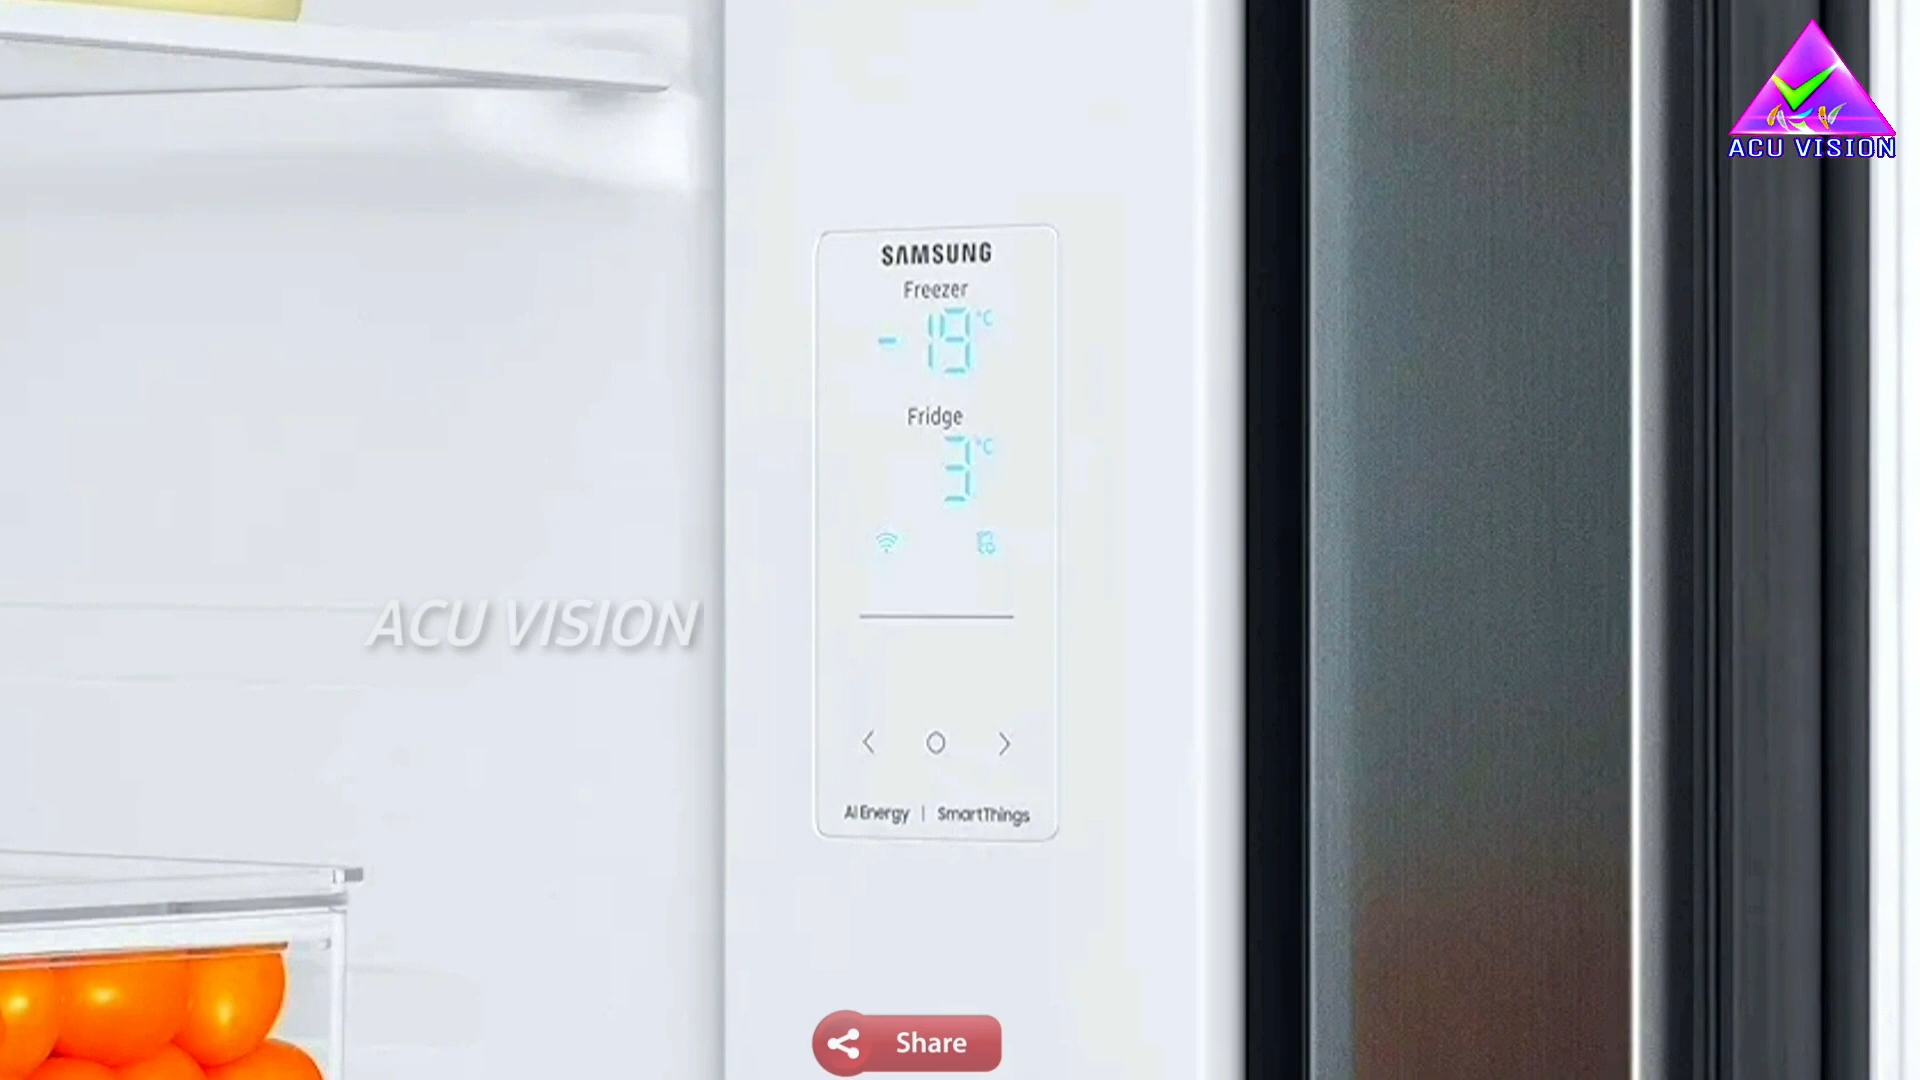 ACU VISION
SAMSUNG
Freezer
-19°C
Fridge
3°C
ACU VISION
AI Energy | SmartThings
Share